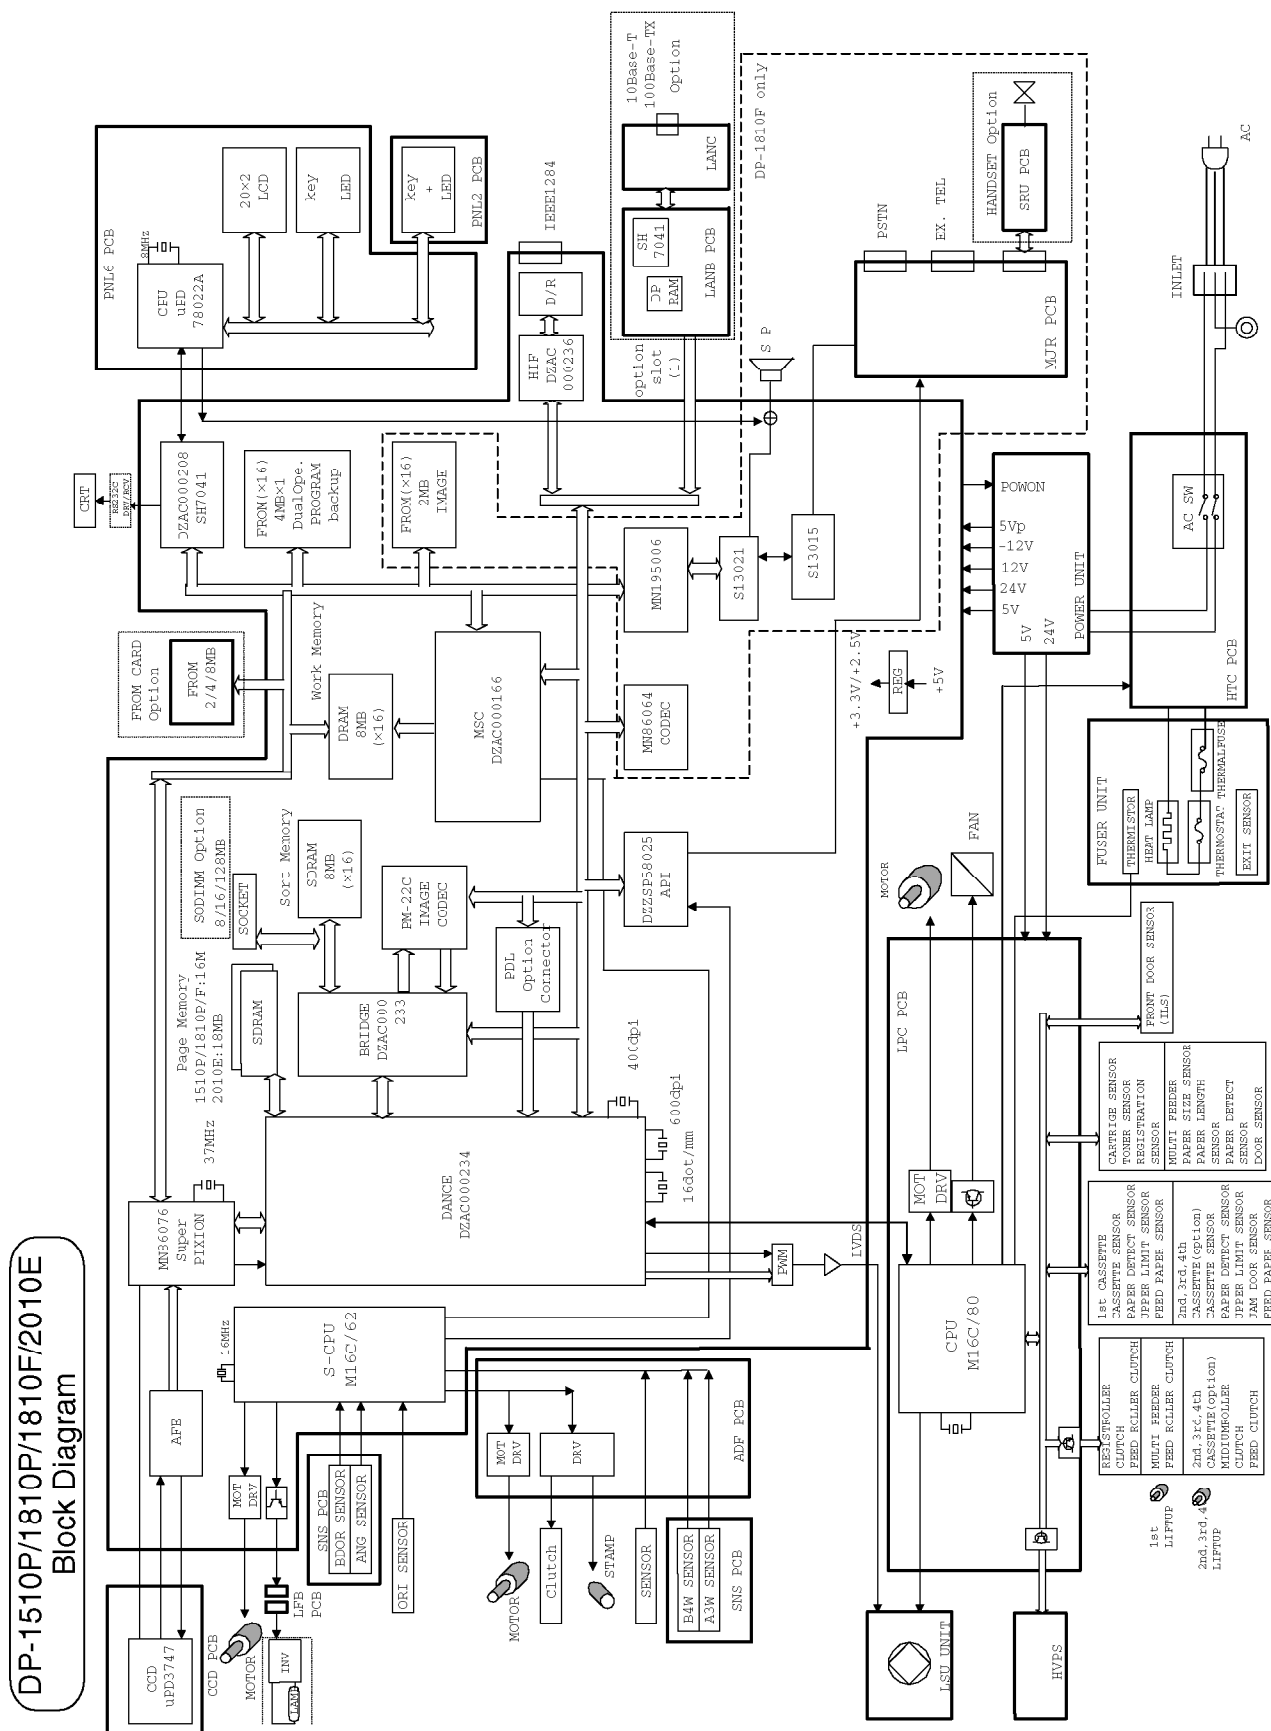 DP-1510P/1810P/1810F/2010E
Block Diagram
CCD
uPD3747
CCD PCB
MOTOR
INV
LAMP
LFB
PCB
AFE
MOT
DRV
SNS PCB
BDOR SENSOR
ANG SENSOR
ORI SENSOR
16MHz
S-CPU
M16C/62
MN36076
Super
PIXION
37MHz
Page Memory
1510P/1810P/F:16M
2010E:18MB
SDRAM
SODIMM Option
8/16/128MB
SOCKET
Sort Memory
SDRAM
8MB
(×16)
BRIDGE
DZAC000
233
PM-22C
IMAGE
CODEC
DANCE
DZAC000234
PDL
Option
Connector
400dpi
600dpi
16dot/mm
PWM
LVDS
DZZSP58025
API
FROM CARD
Option
FROM
2/4/8MB
Work Memory
DRAM
8MB
(×16)
MSC
DZAC000166
MN86064
CODEC
MN195006
Si3021
Si3015
CRT
RS232C
DRV/RCV
DZAC000208
SH7041
FROM(×16)
4MB×1
DualOpe.
PROGRAM
backup
FROM(×16)
2MB
IMAGE
PNL6 PCB
8MHz
CPU
uPD
78022A
20×2
LCD
key
LED
key
+
LED
PNL2 PCB
HIF
DZAC
000236
D/R
IEEE1284
option
slot
(1)
10Base-T
100Base-TX
Option
LANC
SH
7041
DP
RAM
LANB PCB
DP-1810F only
S P
MJR PCB
PSTN
EX. TEL
HANDSET Option
SRU PCB
+3.3V/+2.5V
REG
+5V
POWON
5Vp
-12V
12V
24V
5V
5V
24V
POWER UNIT
AC SW
HTC PCB
INLET
AC
FUSER UNIT
THERMISTOR
HEAT LAMP
THERMOSTAT
THERMALFUSE
EXIT SENSOR
MOTOR
FAN
LPC PCB
MOT
DRV
CPU
M16C/80
MOT
DRV
DRV
ADF PCB
MOTOR
Clutch
STAMP
SENSOR
B4W SENSOR
A3W SENSOR
SNS PCB
LSU UNIT
HVPS
FRONT DOOR SENSOR
(ILS)
CARTRIGE SENSOR
TONER SENSOR
REGISTRATION
SENSOR
MULTI FEEDER
PAPER SIZE SENSOR
PAPER LENGTH
SENSOR
PAPER DETECT
SENSOR
DOOR SENSOR
1st CASSETTE
CASSETTE SENSOR
PAPER DETECT SENSOR
UPPER LIMIT SENSOR
FEED PAPER SENSOR
2nd,3rd,4th
CASSETTE(option)
CASSETTE SENSOR
PAPER DETECT SENSOR
UPPER LIMIT SENSOR
JAM DOOR SENSOR
FEED PAPER SENSOR
REGISTROLLER
CLUTCH
FEED ROLLER CLUTCH
MULTI FEEDER
FEED ROLLER CLUTCH
2nd,3rd,4th
CASSETTE(option)
MIDIUMROLLER
CLUTCH
FEED CLUTCH
1st
LIFTUP
2nd,3rd,4
LIFTUP